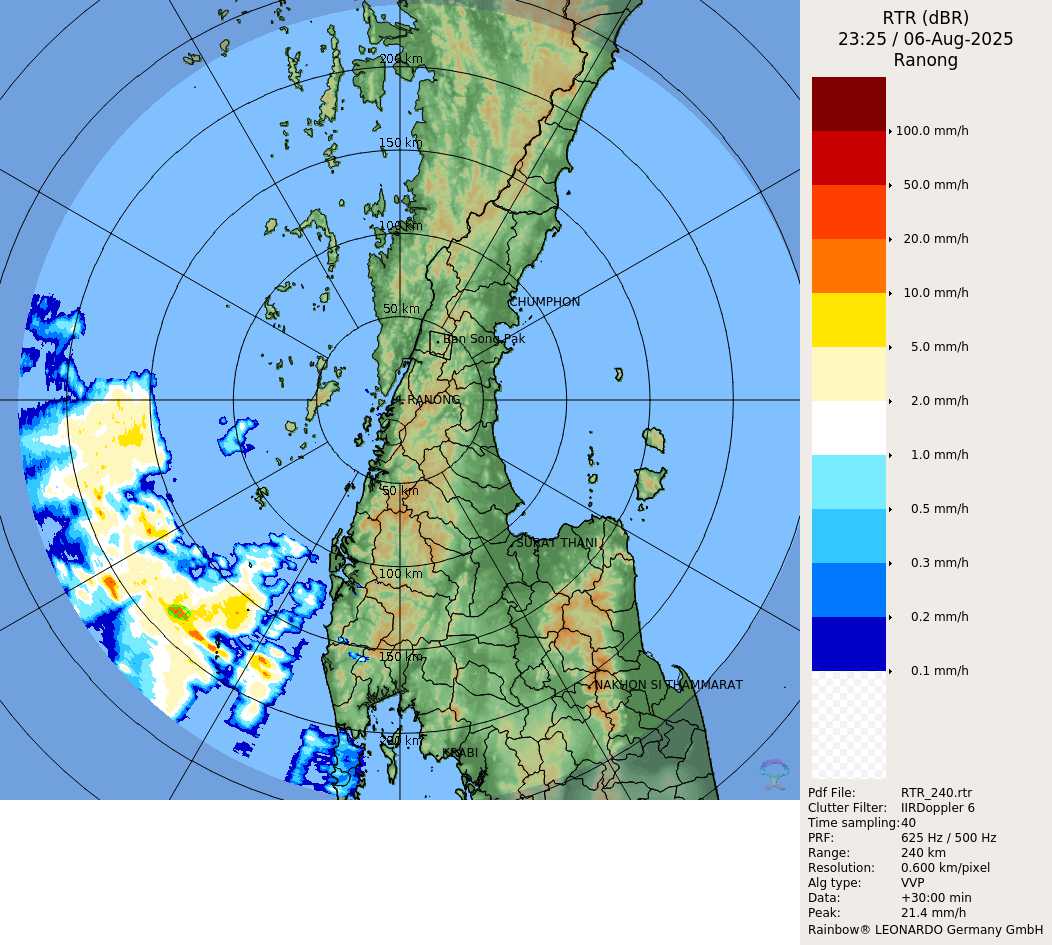 RTR (dBR)
23:25 / 06-Aug-2025
Ranong
100.0 mm/h
50.0 mm/h
20.0 mm/h
10.0 mm/h
5.0 mm/h
2.0 mm/h
1.0 mm/h
0.5 mm/h
0.3 mm/h
0.2 mm/h
0.1 mm/h
200 km
150 km
100 km
CHUMPHON
50 km
Ban Song Pak
RANONG
50 km
SURAT THANI
100 km
150 km
NAKHON SI THAMMARAT
200 km
KRABI
Pdf File: RTR_240.rtr
Clutter Filter: IIRDoppler 6
Time sampling: 40
PRF: 625 Hz / 500 Hz
Range: 240 km
Resolution: 0.600 km/pixel
Alg type: VVP
Data: +30:00 min
Peak: 21.4 mm/h
Rainbow® LEONARDO Germany GmbH